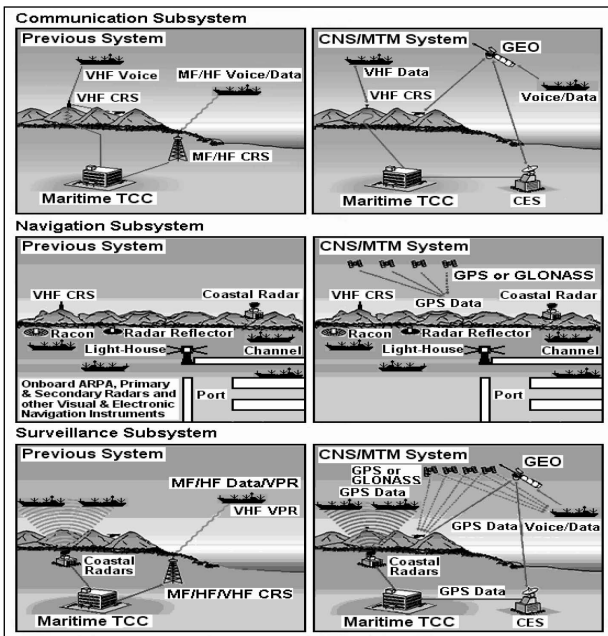 Communication Subsystem
Previous System
VHF Voice
MF/HF Voice/Data
VHF CRS
MF/HF CRS
Maritime TCC
CNS/MTM System
GEO
VHF Data
Voice/Data
VHF CRS
Maritime TCC
CES
Navigation Subsystem
Previous System
VHF CRS
Coastal Radar
Racon
Radar Reflector
Light-House
Channel
Onboard ARPA, Primary
& Secondary Radars and
other Visual & Electronic
Navigation Instruments
Port
CNS/MTM System
GPS or GLONASS
VHF CRS
GPS Data
Coastal Radar
Racon
Radar Reflector
Light-House
Channel
Port
Surveillance Subsystem
Previous System
MF/HF Data/VPR
VHF VPR
Coastal
Radars
MF/HF/VHF CRS
Maritime TCC
CNS/MTM System
GPS or
GLONASS
GEO
GPS Data
GPS Data
Voice/Data
Coastal
Radars
GPS Data
Maritime TCC
CES